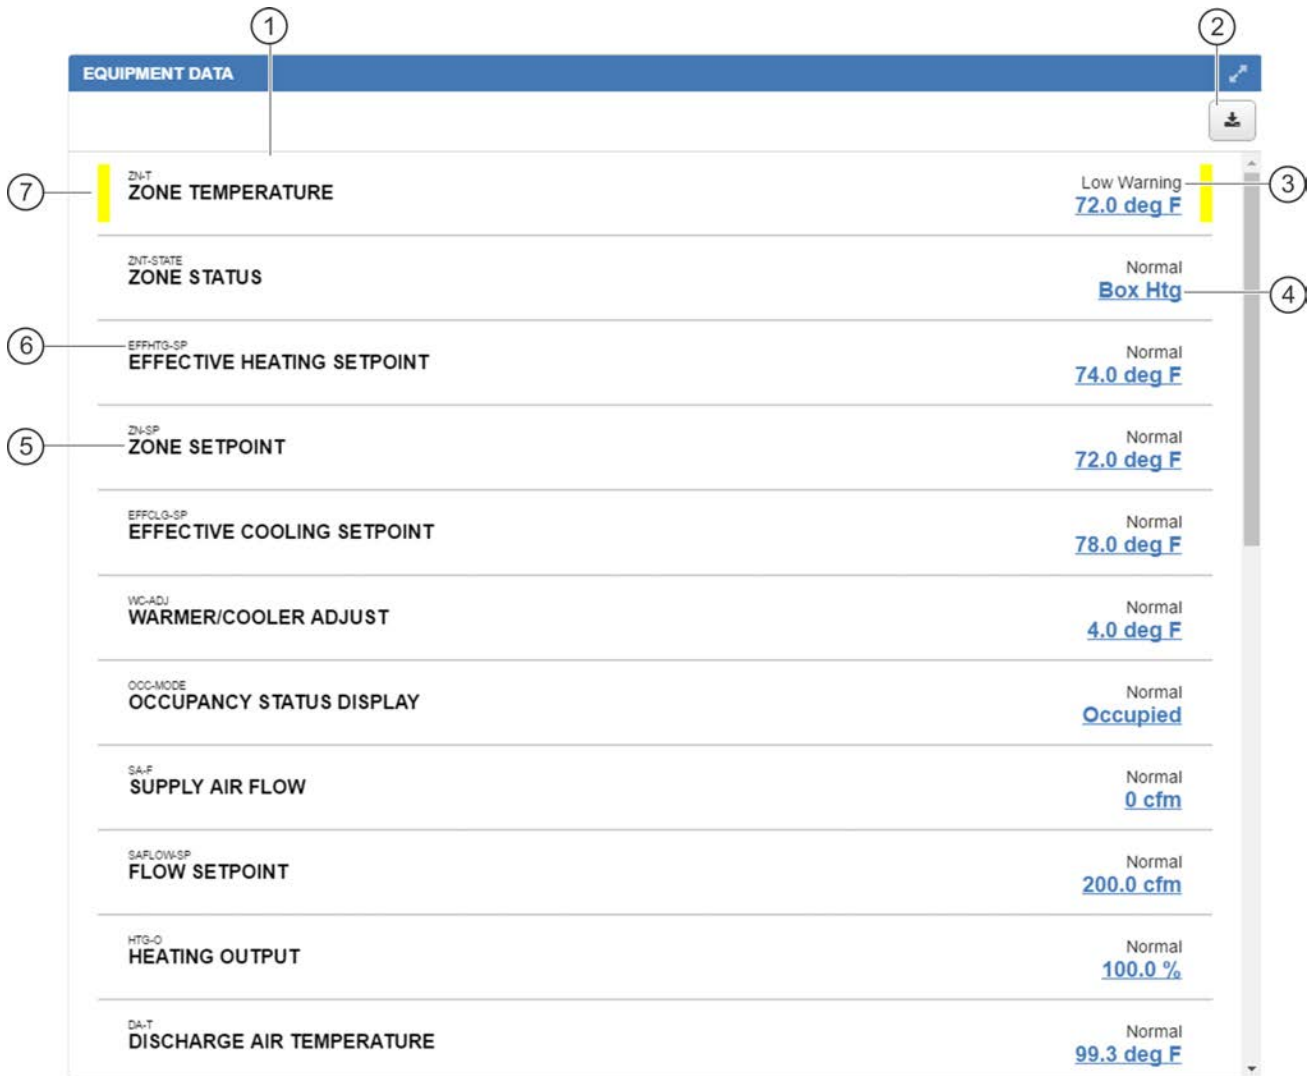 1
2
EQUIPMENT DATA
ZN-T
ZONE TEMPERATURE
Low Warning
72.0 deg F
3
7
ZNT-STATE
ZONE STATUS
Normal
Box Htg
4
6
EFFHTG-SP
EFFECTIVE HEATING SETPOINT
Normal
74.0 deg F
5
ZN-SP
ZONE SETPOINT
Normal
72.0 deg F
EFFCLG-SP
EFFECTIVE COOLING SETPOINT
Normal
78.0 deg F
WC-ADJ
WARMER/COOLER ADJUST
Normal
4.0 deg F
OCC-MODE
OCCUPANCY STATUS DISPLAY
Normal
Occupied
SA-F
SUPPLY AIR FLOW
Normal
0 cfm
SAFLOW-SP
FLOW SETPOINT
Normal
200.0 cfm
HTG-O
HEATING OUTPUT
Normal
100.0 %
DA-T
DISCHARGE AIR TEMPERATURE
Normal
99.3 deg F